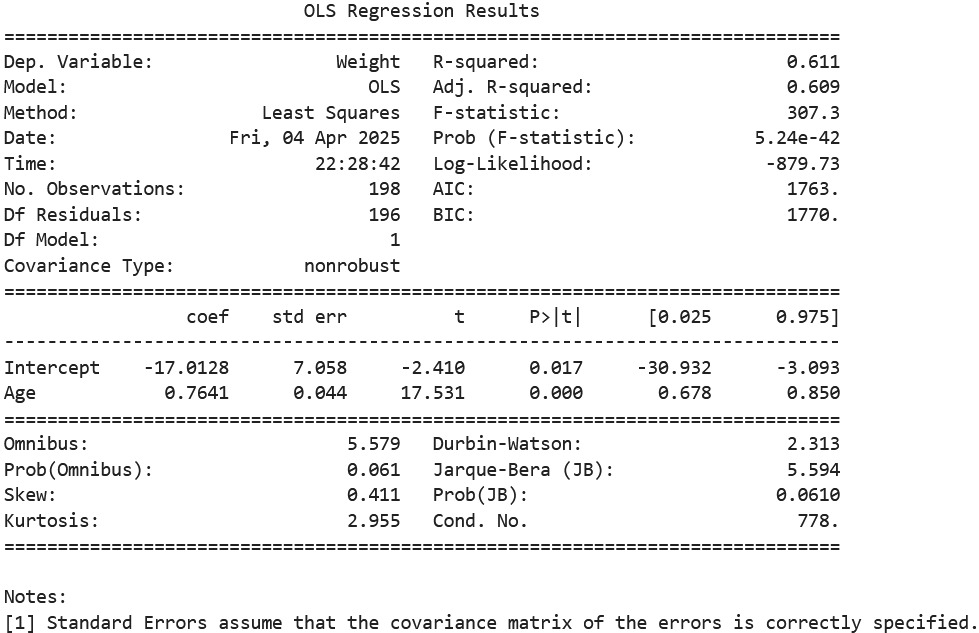 OLS Regression Results
==============================================================================
Dep. Variable:                 Weight   R-squared:                       0.611
Model:                            OLS   Adj. R-squared:                  0.609
Method:                 Least Squares   F-statistic:                     307.3
Date:                Fri, 04 Apr 2025   Prob (F-statistic):           5.24e-42
Time:                        22:28:42   Log-Likelihood:                -879.73
No. Observations:                 198   AIC:                             1763.
Df Residuals:                     196   BIC:                             1770.
Df Model:                           1
Covariance Type:            nonrobust
==============================================================================
                 coef    std err          t      P>|t|      [0.025      0.975]
------------------------------------------------------------------------------
Intercept    -17.0128      7.058     -2.410      0.017     -30.932      -3.093
Age            0.7641      0.044     17.531      0.000       0.678       0.850
==============================================================================
Omnibus:                        5.579   Durbin-Watson:                   2.313
Prob(Omnibus):                  0.061   Jarque-Bera (JB):                5.594
Skew:                           0.411   Prob(JB):                       0.0610
Kurtosis:                       2.955   Cond. No.                         778.
==============================================================================

Notes:
[1] Standard Errors assume that the covariance matrix of the errors is correctly specified.